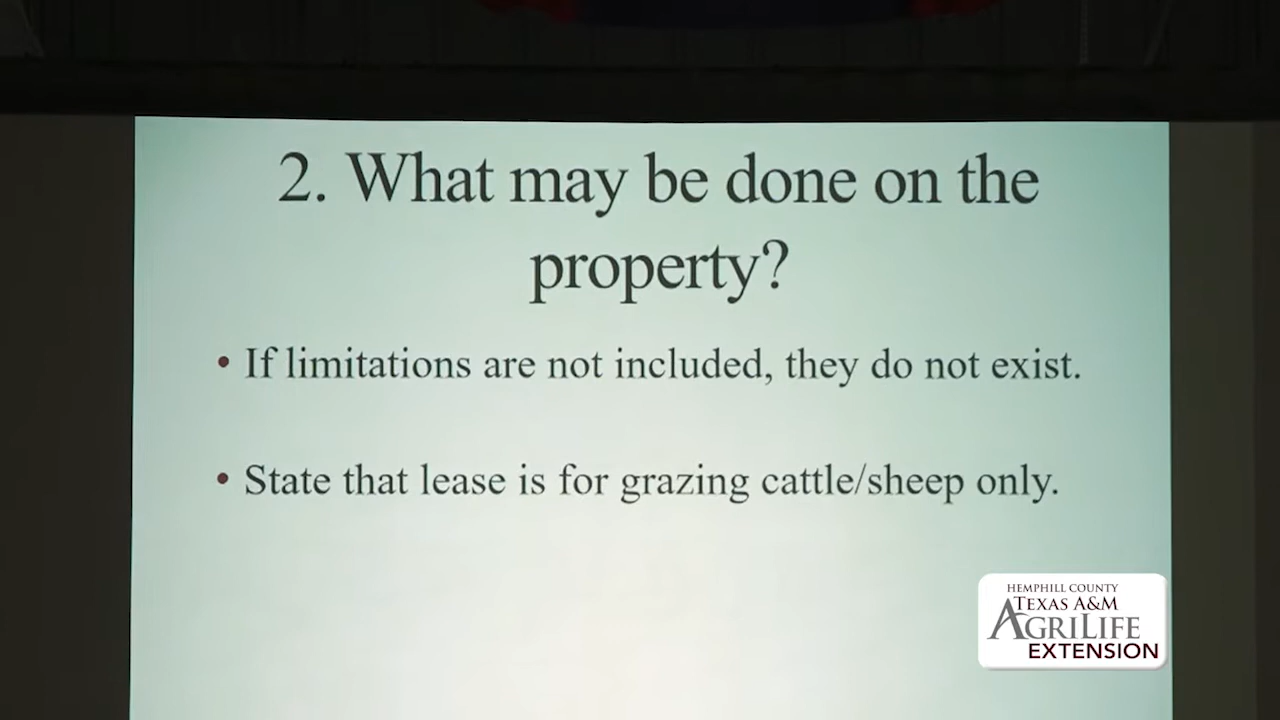 2. What may be done on the
property?
• If limitations are not included, they do not exist.
• State that lease is for grazing cattle/sheep only.
HEMPHILL COUNTY
TEXAS A&M
AGRILIFE
EXTENSION